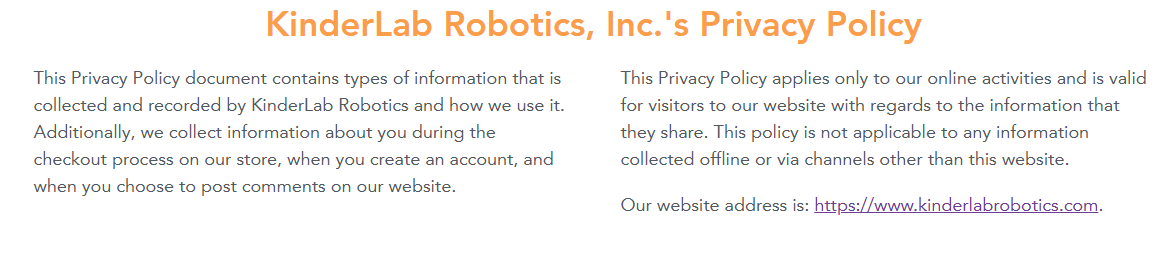 KinderLab Robotics, Inc.'s Privacy Policy
This Privacy Policy document contains types of information that is
collected and recorded by KinderLab Robotics and how we use it.
Additionally, we collect information about you during the
checkout process on our store, when you create an account, and
when you choose to post comments on our website.
This Privacy Policy applies only to our online activities and is valid
for visitors to our website with regards to the information that
they share. This policy is not applicable to any information
collected offline or via channels other than this website.
Our website address is: https://www.kinderlabrobotics.com.